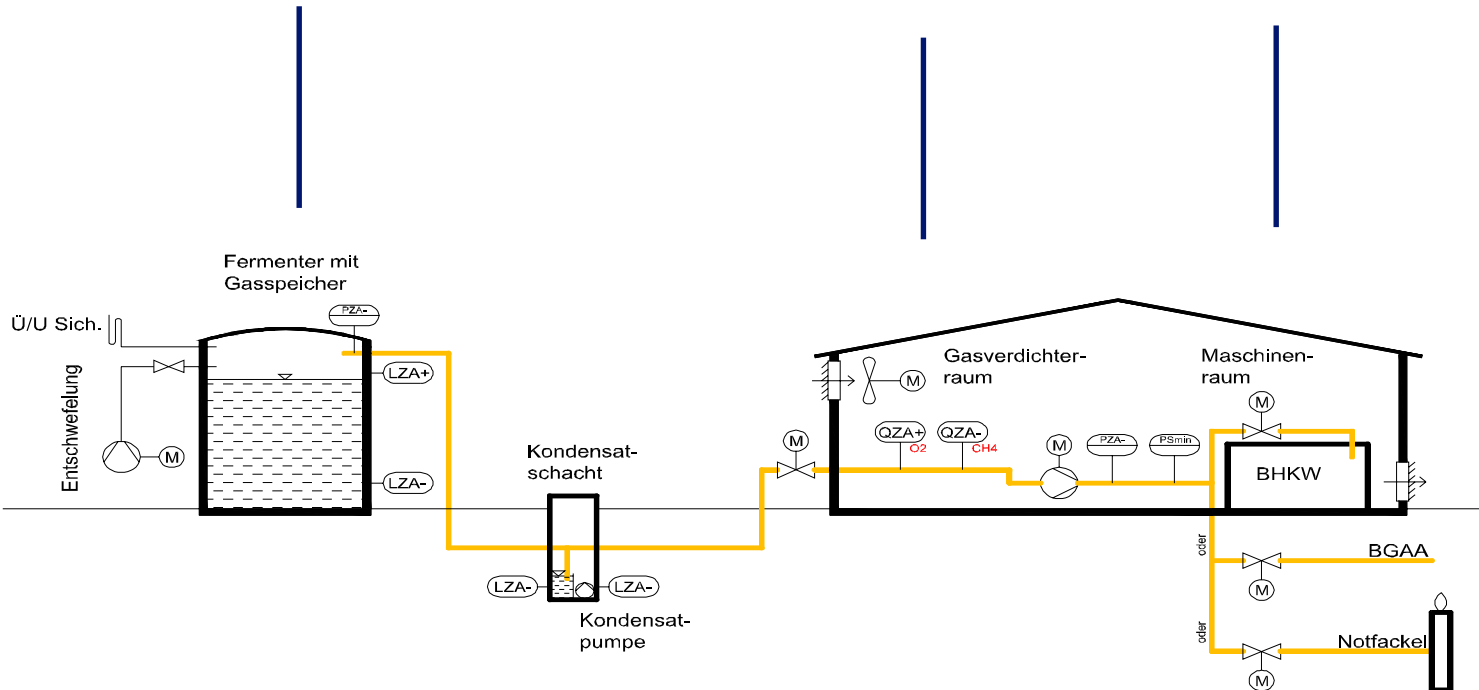 Fermenter mit
Gasspeicher
Ü/U Sich.
PZA-
LZA+
Entschwefelung
M
LZA-
Kondensat-
schacht
LZA-
LZA-
Kondensat-
pumpe
M
M
Gasverdichter-
raum
Maschinen-
raum
QZA+
O2
QZA-
CH4
M
PZA-
PSmin
M
BHKW
oder
BGAA
M
oder
Notfackel
M